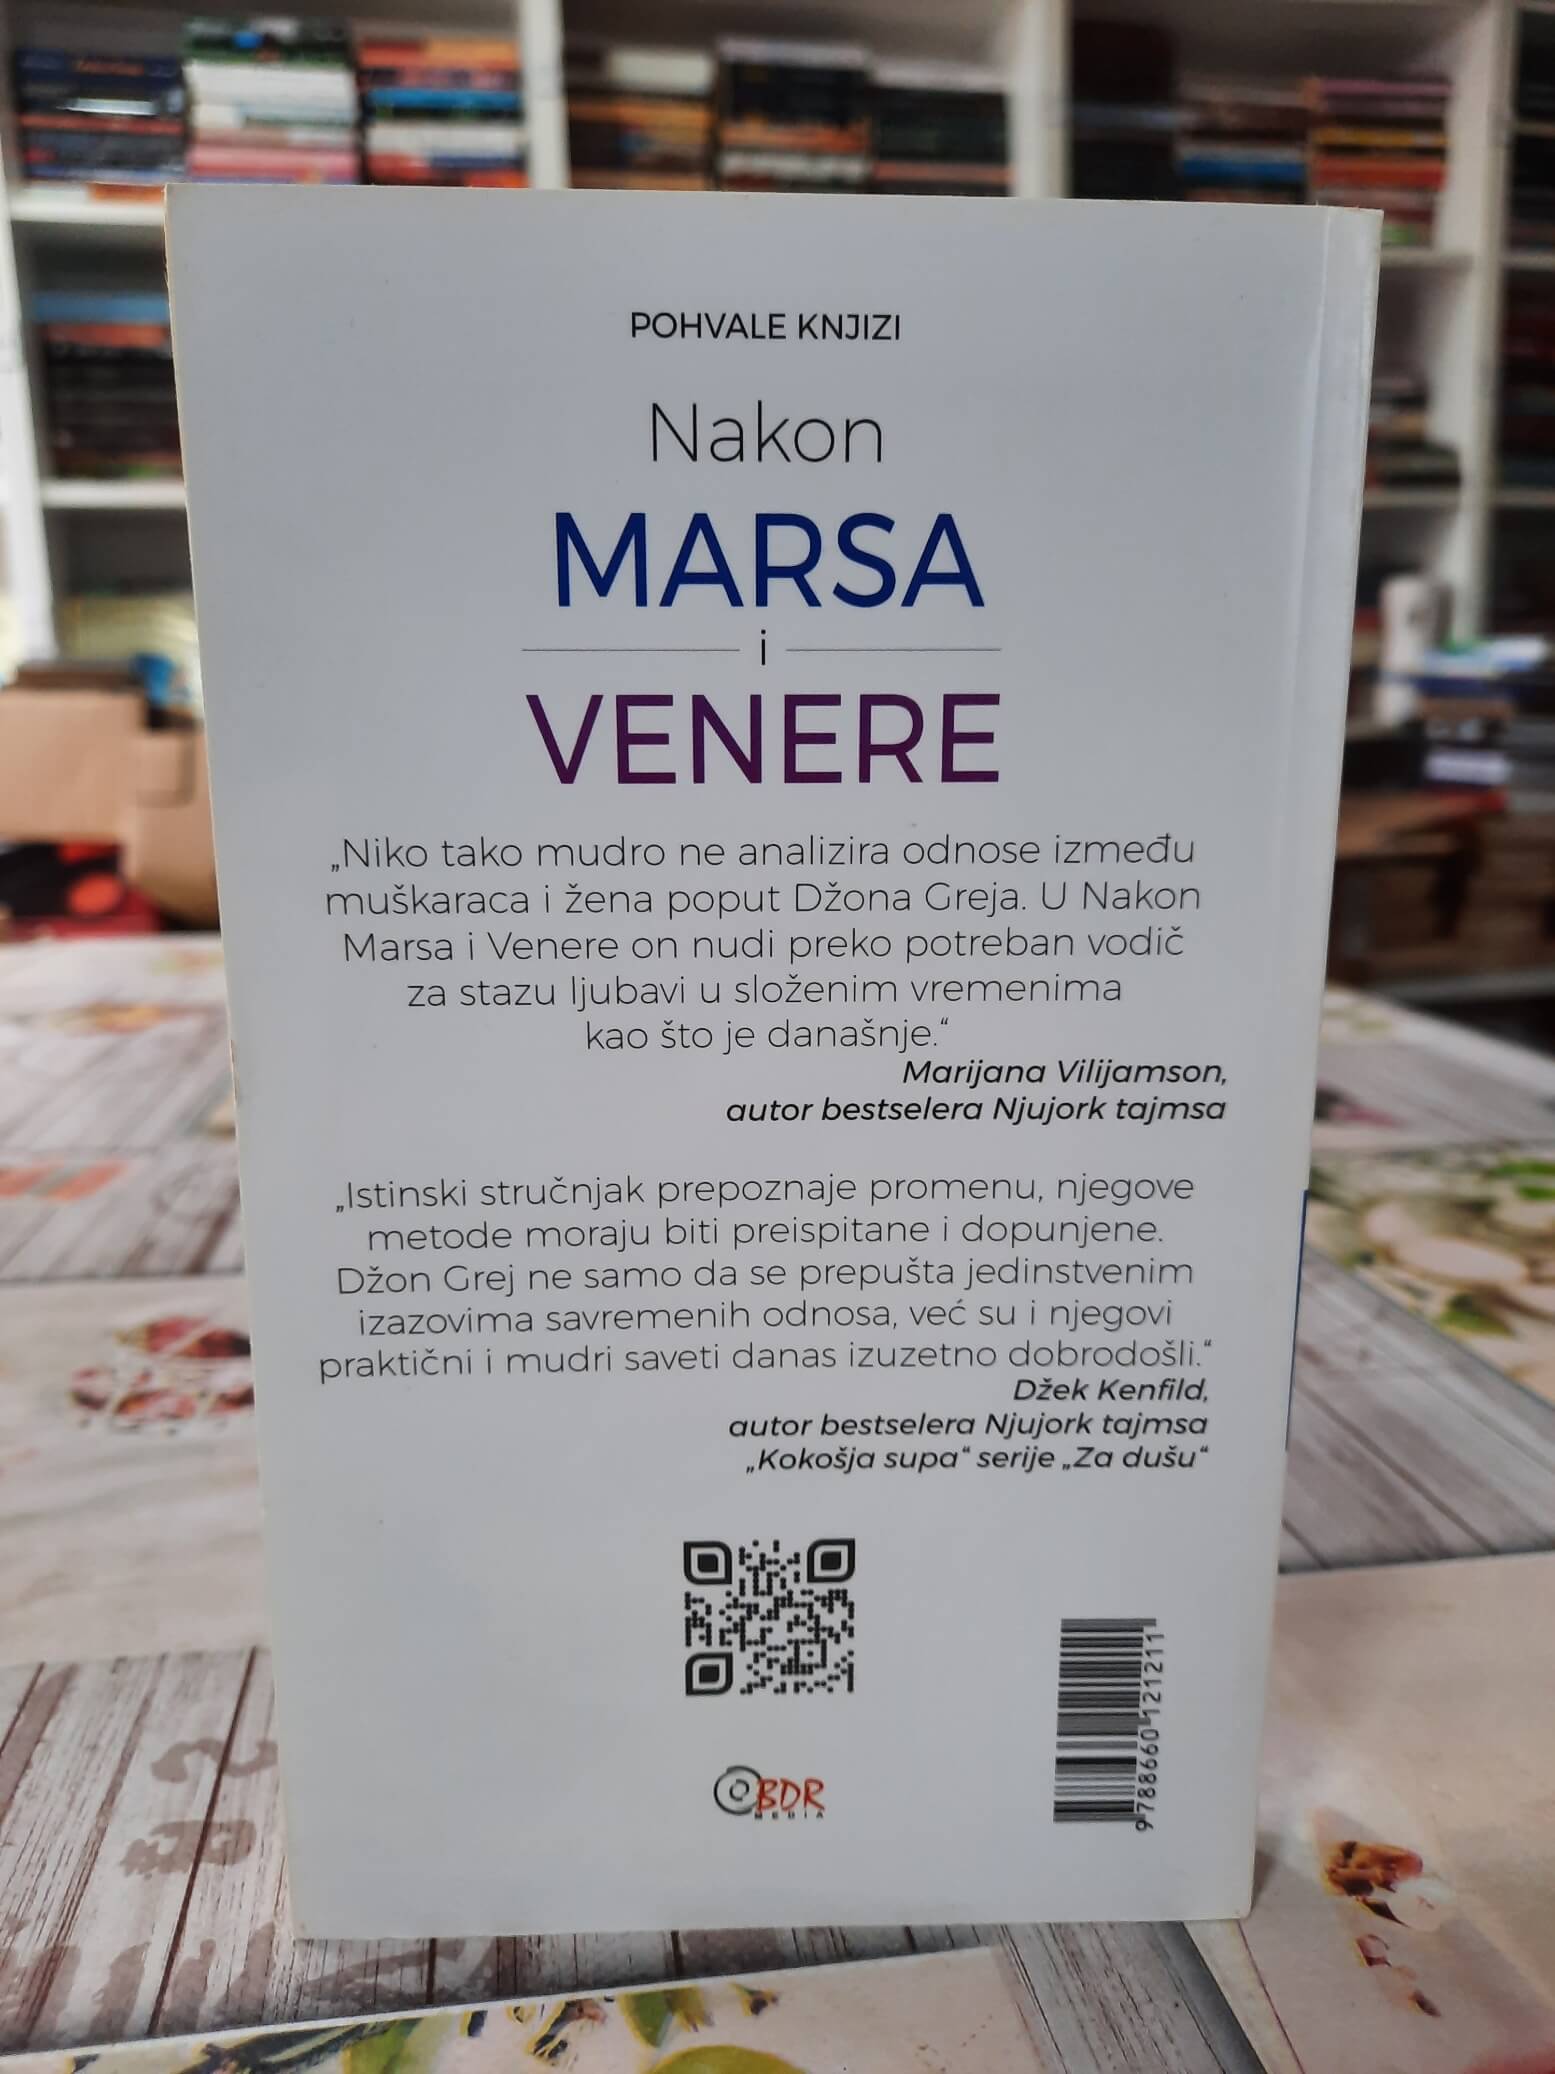 POHVALE KNJIZI
Nakon
MARSA
i
VENERE
„Niko tako mudro ne analizira odnose između
muškaraca i žena poput Džona Greja. U Nakon
Marsa i Venere on nudi preko potreban vodič
za stazu ljubavi u složenim vremenima
kao što je današnje.“
Marijana Vilijamson,
autor bestselera Njujork tajmsa
„Istinski stručnjak prepoznaje promenu, njegove
metode moraju biti preispitane i dopunjene.
Džon Grej ne samo da se prepušta jedinstvenim
izazovima savremenih odnosa, već su i njegovi
praktični i mudri saveti danas izuzetno dobrodošli.“
Džek Kenfild,
autor bestselera Njujork tajmsa
„Kokošja supa“ serije „Za dušu“
BDR
MEDIA
9788660121211